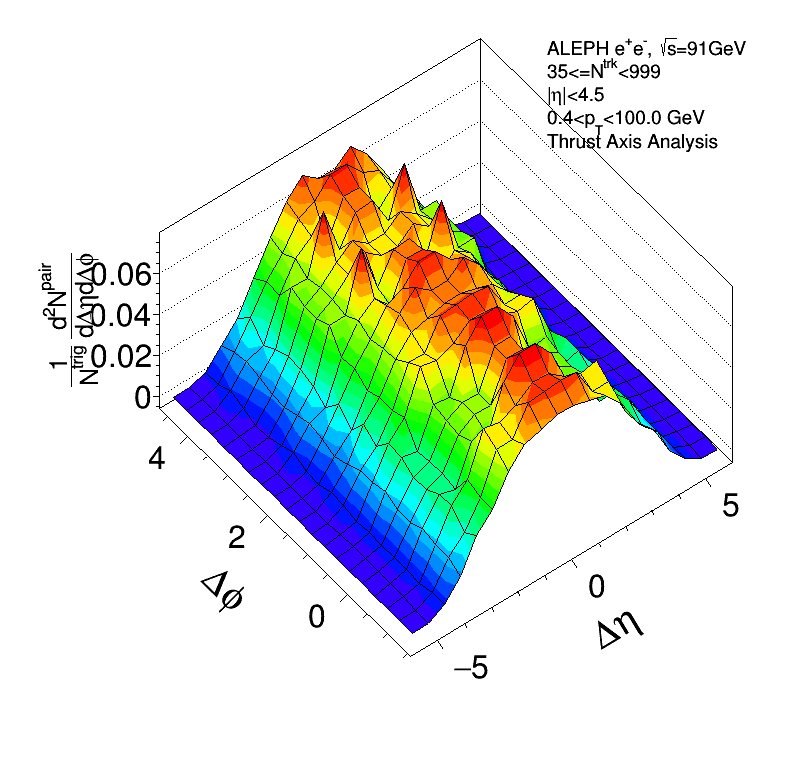 ALEPH e⁺e⁻, √s=91GeV
35<=Nᵗʳᵏ<999
|η|<4.5
0.4<p_T<100.0 GeV
Thrust Axis Analysis
1/N^trig d²N^pair/dΔηdΔϕ
0.06
0.04
0.02
0
4
2
0
Δϕ
−5
0
5
Δη